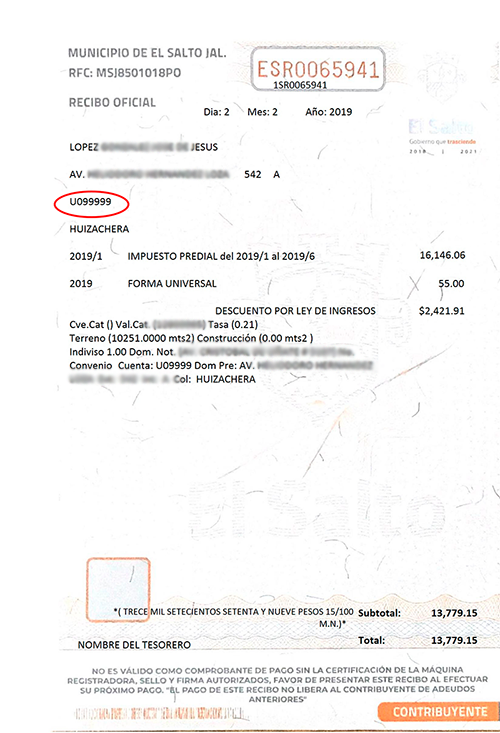 MUNICIPIO DE EL SALTO JAL.
RFC: MSJ8501018PO
ESR0065941
1SR0065941
RECIBO OFICIAL
Dia: 2 Mes: 2 Año: 2019
El Salto
Gobierno que trasciende
2018 | 2021
LOPEZ DE JESUS
AV. 542 A
U099999
HUIZACHERA
2019/1 IMPUESTO PREDIAL del 2019/1 al 2019/6 16,146.06
2019 FORMA UNIVERSAL 55.00
DESCUENTO POR LEY DE INGRESOS $2,421.91
Cve.Cat () Val.Cat. Tasa (0.21)
Terreno (10251.0000 mts2) Construcción (0.00 mts2 )
Indiviso 1.00 Dom. Not.
Convenio Cuenta: U09999 Dom Pre: AV.
Col: HUIZACHERA
El Salto
*( TRECE MIL SETECIENTOS SETENTA Y NUEVE PESOS 15/100 Subtotal: 13,779.15
M.N.)*
Total: 13,779.15
NOMBRE DEL TESORERO
NO ES VÁLIDO COMO COMPROBANTE DE PAGO SIN LA CERTIFICACIÓN DE LA MÁQUINA
REGISTRADORA, SELLO Y FIRMA AUTORIZADOS, FAVOR DE PRESENTAR ESTE RECIBO AL EFECTUAR
SU PRÓXIMO PAGO. "EL PAGO DE ESTE RECIBO NO LIBERA AL CONTRIBUYENTE DE ADEUDOS
ANTERIORES"
CONTRIBUYENTE